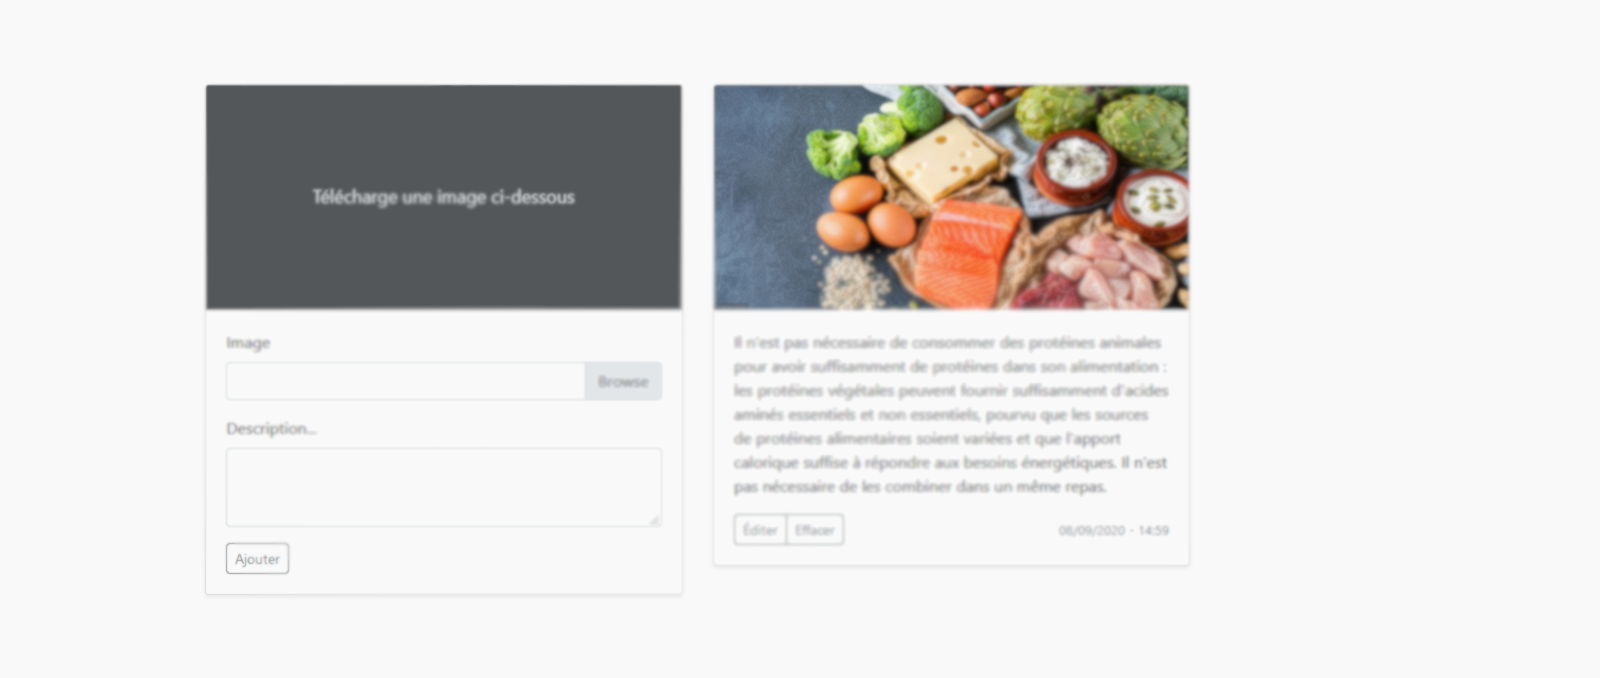 Télécharge une image ci-dessous
Image
Browse
Description...
Ajouter
Il n'est pas nécessaire de consommer des protéines animales
pour avoir suffisamment de protéines dans son alimentation :
les protéines végétales peuvent fournir suffisamment d'acides
aminés essentiels et non essentiels, pourvu que les sources
de protéines alimentaires soient variées et que l'apport
calorique suffise à répondre aux besoins énergétiques. Il n'est
pas nécessaire de les combiner dans un même repas.
Éditer Effacer 08/09/2020 - 14:59